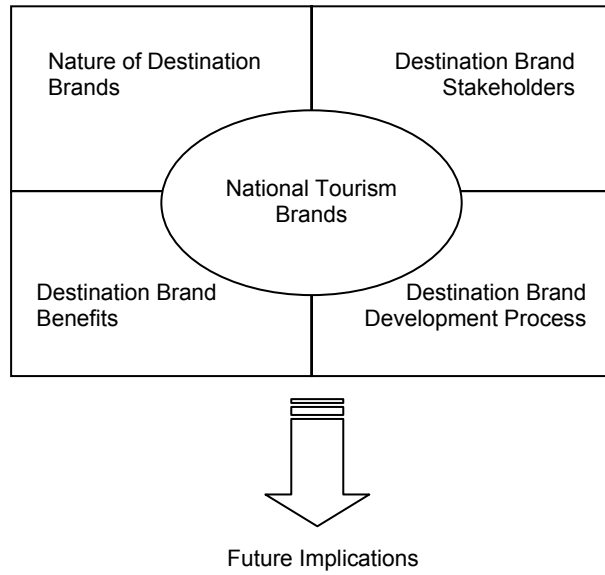 Nature of Destination
Brands
Destination Brand
Stakeholders
National Tourism
Brands
Destination Brand
Benefits
Destination Brand
Development Process
Future Implications